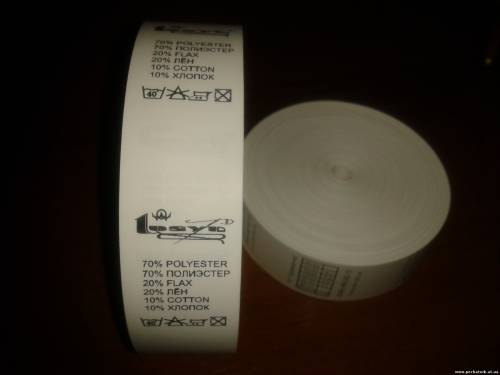 70% POLYESTER
70% ПОЛИЭСТЕР
20% FLAX
20% ЛЁН
10% COTTON
10% ХЛОПОК
40
70% POLYESTER
70% ПОЛИЭСТЕР
20% FLAX
20% ЛЁН
10% COTTON
10% ХЛОПОК
40